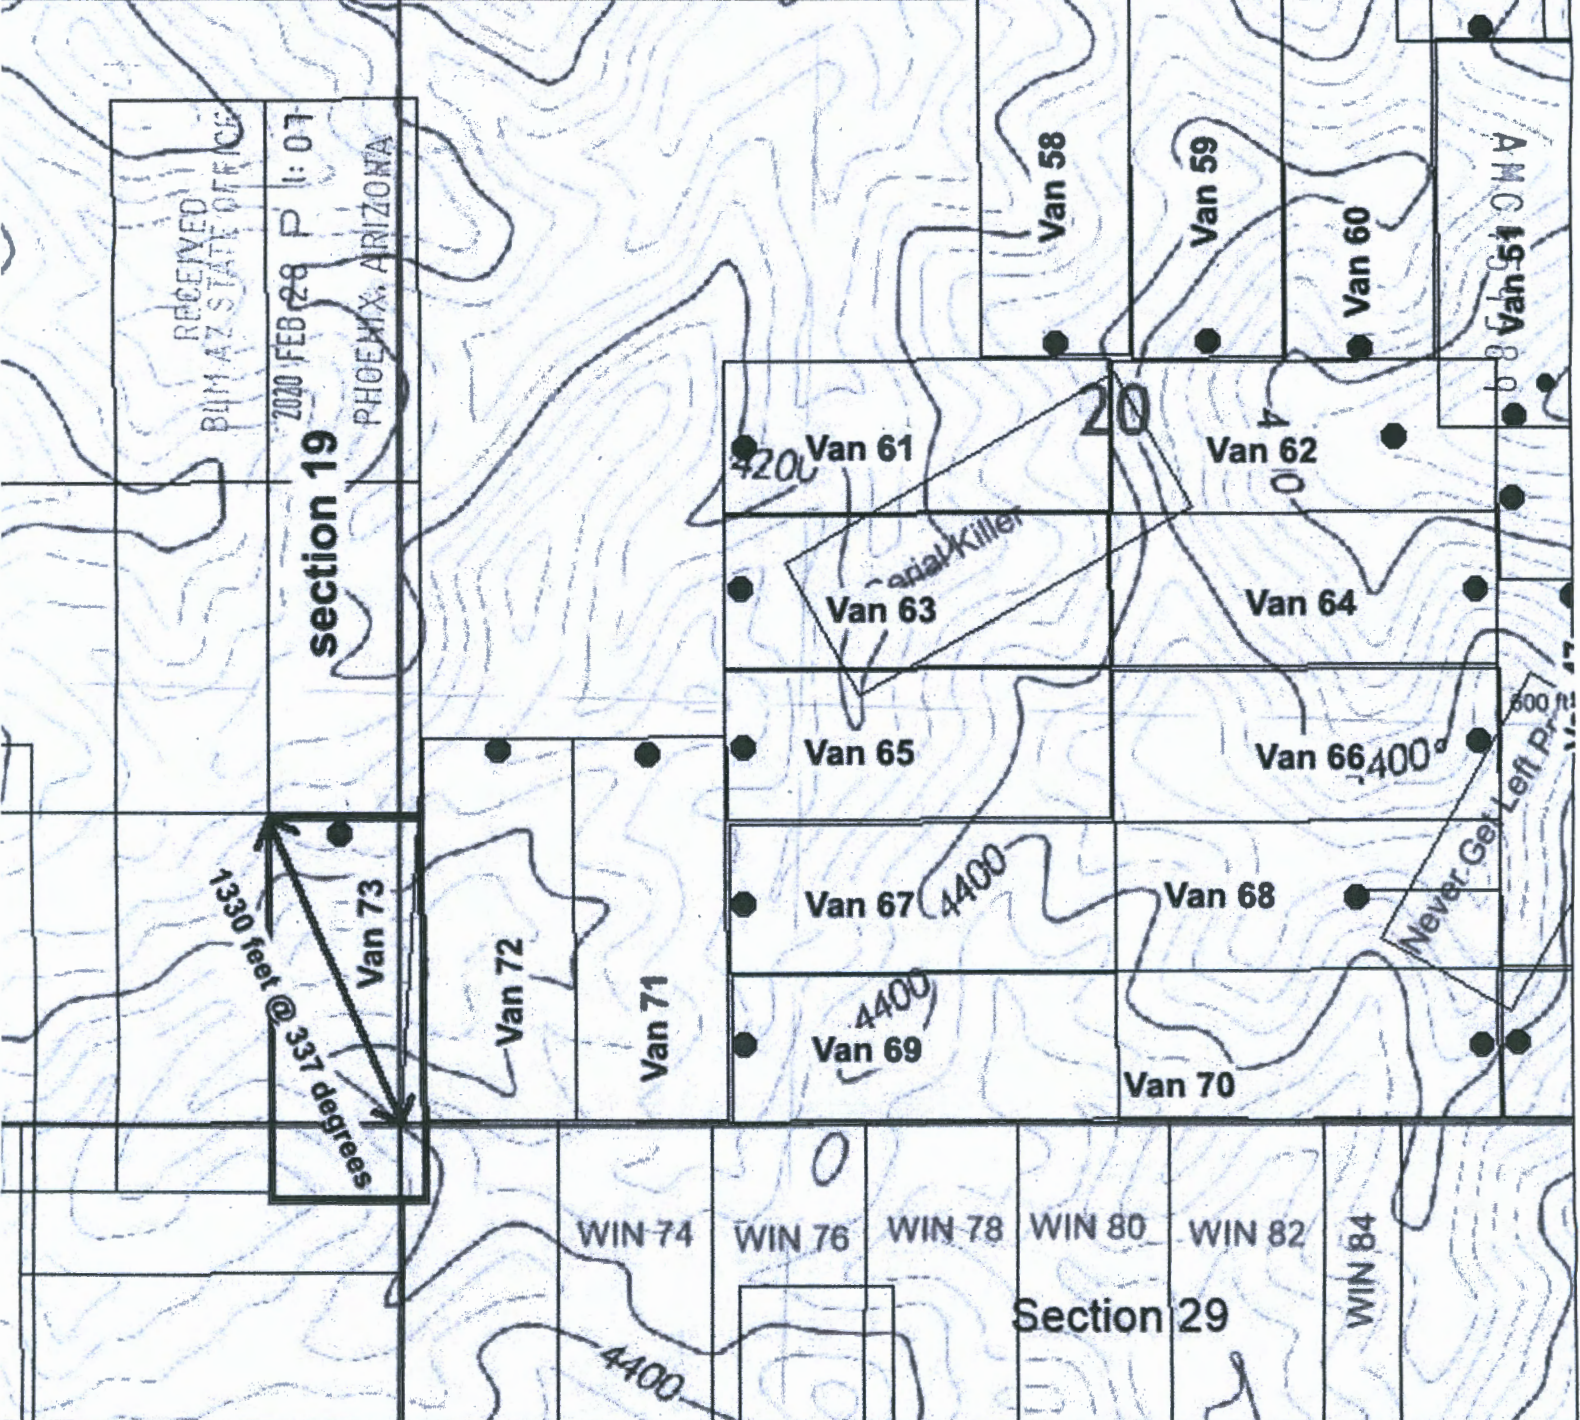 RECEIVED
BLM AZ STATE OFFICE
2020 FEB 28 P 1:07
PHOENIX, ARIZONA
section 19
Van 58
Van 59
Van 60
Van 51
20
Van 61
4200
Van 62
Serial Killer
Van 63
Van 64
600 ft
Van 65
Van 66
400
Never Get Left
Van 73
1330 feet @ 337 degrees
Van 72
Van 71
Van 67
4400
Van 68
4400
Van 69
Van 70
WIN 74
WIN 76
WIN 78
WIN 80
WIN 82
WIN 84
Section 29
4400